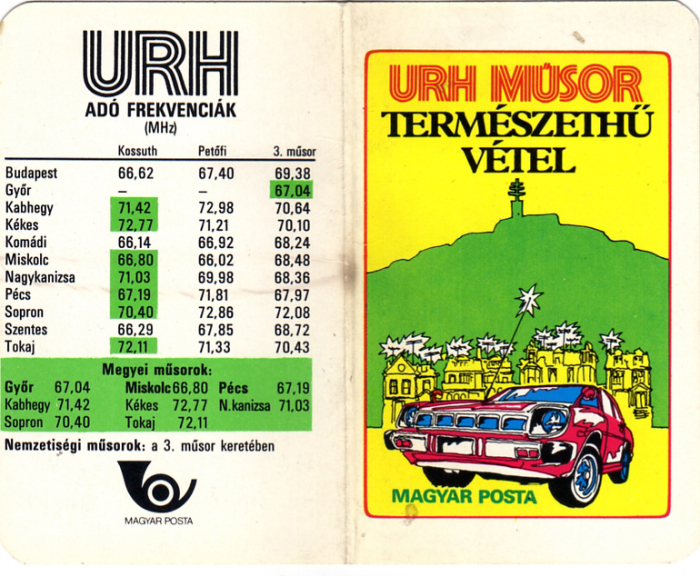 URH
ADÓ FREKVENCIÁK
(MHz)
Kossuth Petőfi 3. műsor
Budapest 66,62 67,40 69,38
Győr – – 67,04
Kabhegy 71,42 72,98 70,64
Kékes 72,77 71,21 70,10
Komádi 66,14 66,92 68,24
Miskolc 66,80 66,02 68,48
Nagykanizsa 71,03 69,98 68,36
Pécs 67,19 71,81 67,97
Sopron 70,40 72,86 72,08
Szentes 66,29 67,85 68,72
Tokaj 72,11 71,33 70,43
Megyei műsorok:
Győr 67,04 Miskolc 66,80 Pécs 67,19
Kabhegy 71,42 Kékes 72,77 N.kanizsa 71,03
Sopron 70,40 Tokaj 72,11
Nemzetiségi műsorok: a 3. műsor keretében
MAGYAR POSTA
URH MŰSOR
TERMÉSZETHŰ
VÉTEL
MAGYAR POSTA